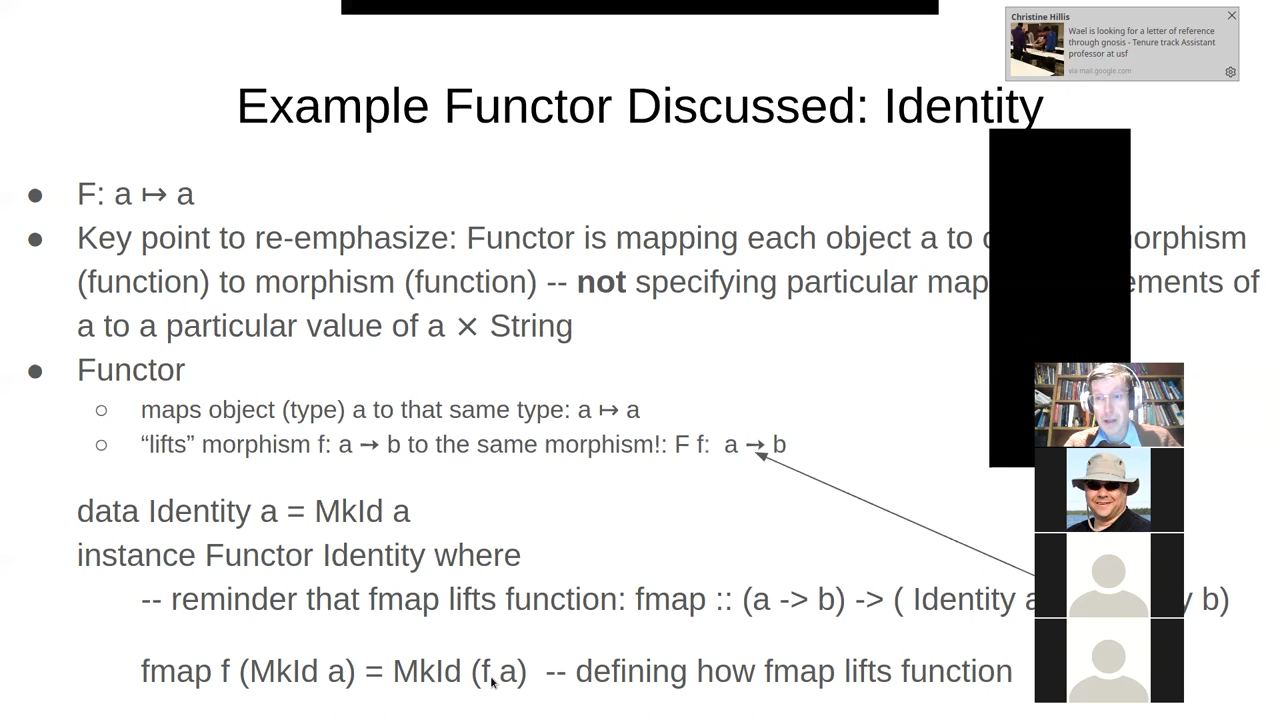 Christine Hillis
Wael is looking for a letter of reference
through gnosis - Tenure track Assistant
professor at usf
via mail.google.com
Example Functor Discussed: Identity
● F: a ↦ a
● Key point to re-emphasize: Functor is mapping each object a to orphism
(function) to morphism (function) -- not specifying particular map ements of
a to a particular value of a × String
● Functor
○ maps object (type) a to that same type: a ↦ a
○ “lifts” morphism f: a → b to the same morphism!: F f: a → b
data Identity a = MkId a
instance Functor Identity where
-- reminder that fmap lifts function: fmap :: (a -> b) -> ( Identity a y b)
fmap f (MkId a) = MkId (f a) -- defining how fmap lifts function